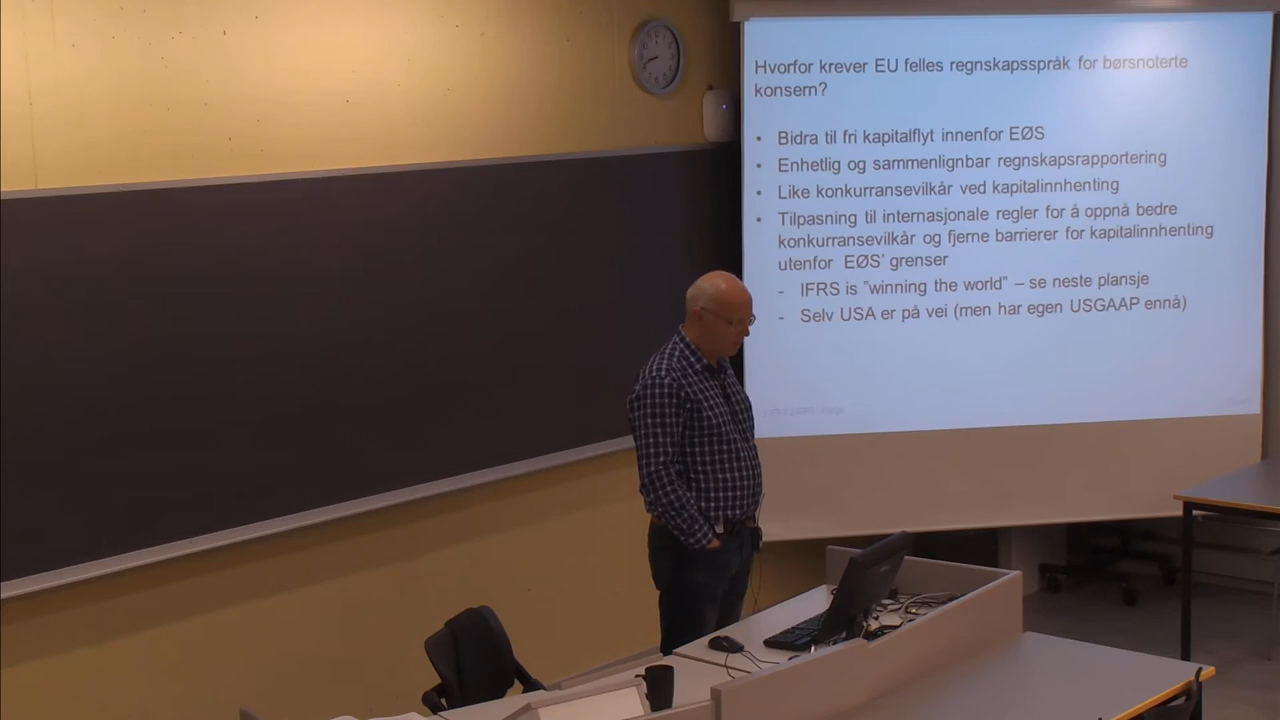 Hvorfor krever EU felles regnskapsspråk for børsnoterte
konsern?
• Bidra til fri kapitalflyt innenfor EØS
• Enhetlig og sammenlignbar regnskapsrapportering
• Like konkurransevilkår ved kapitalinnhenting
• Tilpasning til internasjonale regler for å oppnå bedre
konkurransevilkår og fjerne barrierer for kapitalinnhenting
utenfor EØS' grenser
- IFRS is ”winning the world” – se neste plansje
- Selv USA er på vei (men har egen USGAAP ennå)